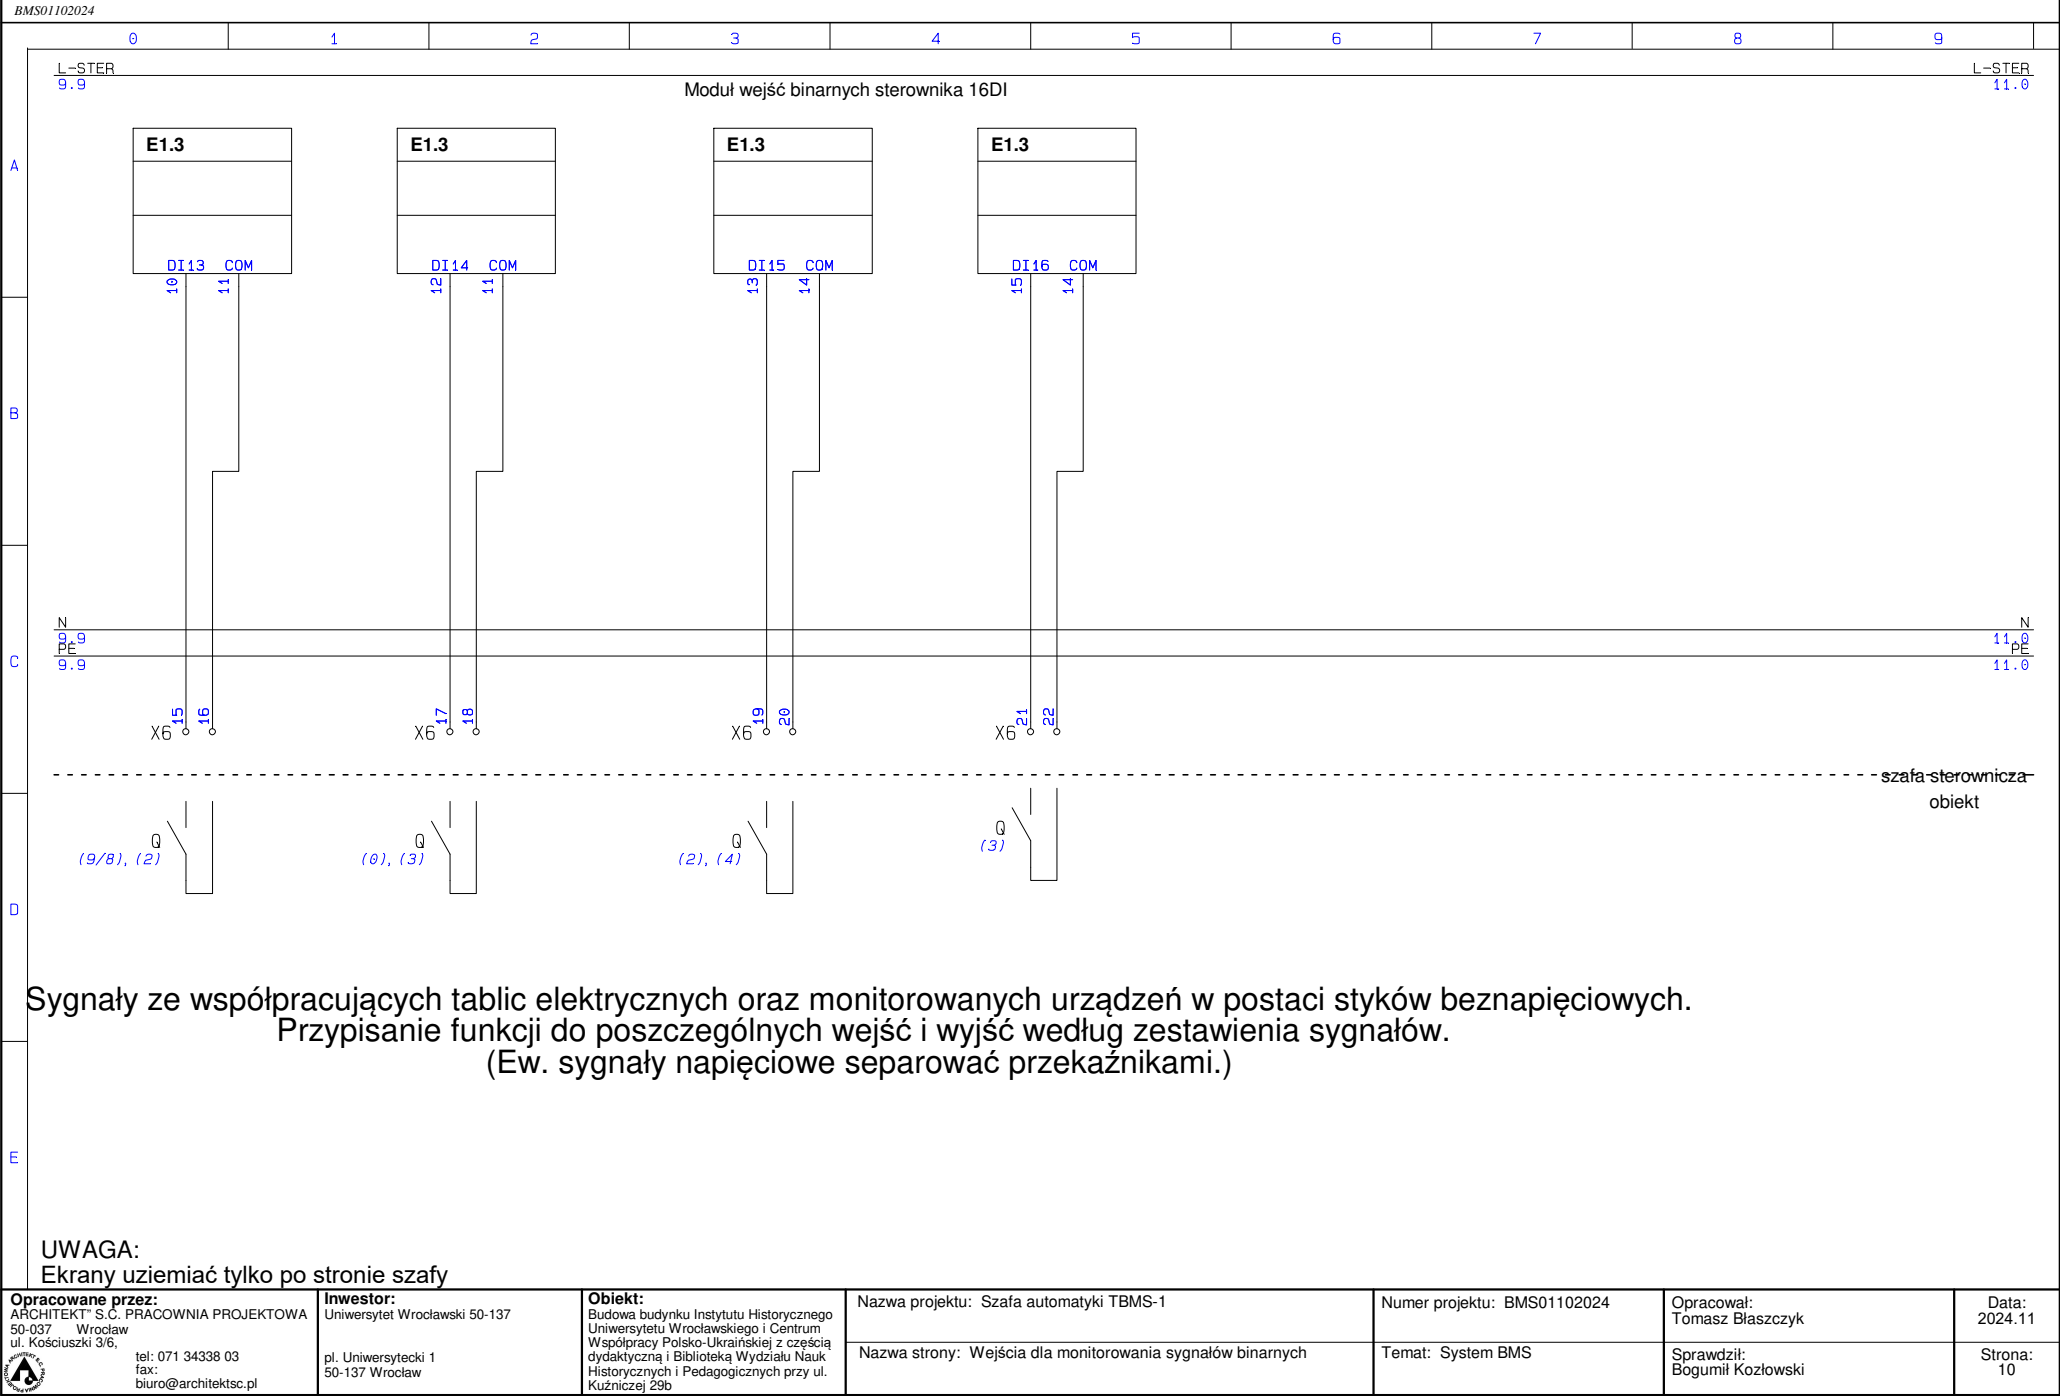 BMS01102024
0 1 2 3 4 5 6 7 8 9
L-STER L-STER
9.9 11.0
Moduł wejść binarnych sterownika 16DI
E1.3 E1.3 E1.3 E1.3
A
DI13 COM DI14 COM DI15 COM DI16 COM
10 11 12 11 13 14 15 14
B
N N
9.9 11.0
PE PE
9.9 11.0
C
15 16 17 18 19 20 21 22
X6 X6 X6 X6
szafa sterownicza
obiekt
Q Q Q Q
(9/8), (2) (0), (3) (2), (4) (3)
D
Sygnały ze współpracujących tablic elektrycznych oraz monitorowanych urządzeń w postaci styków beznapięciowych.
Przypisanie funkcji do poszczególnych wejść i wyjść według zestawienia sygnałów.
(Ew. sygnały napięciowe separować przekaźnikami.)
E
UWAGA:
Ekrany uziemiać tylko po stronie szafy
Opracowane przez:
ARCHITEKT" S.C. PRACOWNIA PROJEKTOWA
50-037 Wrocław
ul. Kościuszki 3/6,
tel: 071 34338 03
fax:
biuro@architektsc.pl
Inwestor:
Uniwersytet Wrocławski 50-137
pl. Uniwersytecki 1
50-137 Wrocław
Obiekt:
Budowa budynku Instytutu Historycznego
Uniwersytetu Wrocławskiego i Centrum
Współpracy Polsko-Ukraińskiej z częścią
dydaktyczną i Biblioteką Wydziału Nauk
Historycznych i Pedagogicznych przy ul.
Kuźniczej 29b
Nazwa projektu: Szafa automatyki TBMS-1
Nazwa strony: Wejścia dla monitorowania sygnałów binarnych
Numer projektu: BMS01102024
Temat: System BMS
Opracował:
Tomasz Błaszczyk
Sprawdził:
Bogumił Kozłowski
Data:
2024.11
Strona:
10